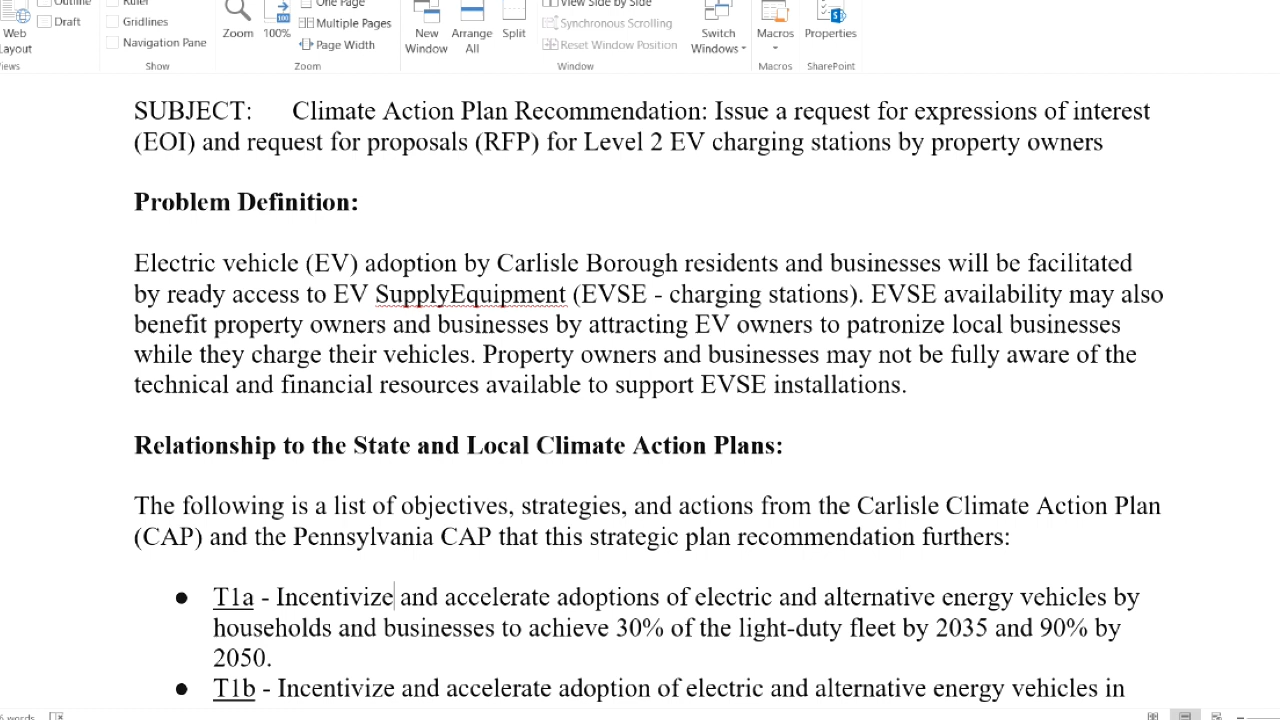 Outline
Ruler
One Page
View Side by Side
Web Draft Gridlines Zoom 100% Multiple Pages New Arrange Split Synchronous Scrolling Switch Macros Properties
Layout Navigation Pane Page Width Window All Reset Window Position Windows
Views Show Zoom Window Macros SharePoint
SUBJECT: Climate Action Plan Recommendation: Issue a request for expressions of interest
(EOI) and request for proposals (RFP) for Level 2 EV charging stations by property owners
Problem Definition:
Electric vehicle (EV) adoption by Carlisle Borough residents and businesses will be facilitated
by ready access to EV SupplyEquipment (EVSE - charging stations). EVSE availability may also
benefit property owners and businesses by attracting EV owners to patronize local businesses
while they charge their vehicles. Property owners and businesses may not be fully aware of the
technical and financial resources available to support EVSE installations.
Relationship to the State and Local Climate Action Plans:
The following is a list of objectives, strategies, and actions from the Carlisle Climate Action Plan
(CAP) and the Pennsylvania CAP that this strategic plan recommendation furthers:
● T1a - Incentivize and accelerate adoptions of electric and alternative energy vehicles by
households and businesses to achieve 30% of the light-duty fleet by 2035 and 90% by
2050.
● T1b - Incentivize and accelerate adoption of electric and alternative energy vehicles in
words